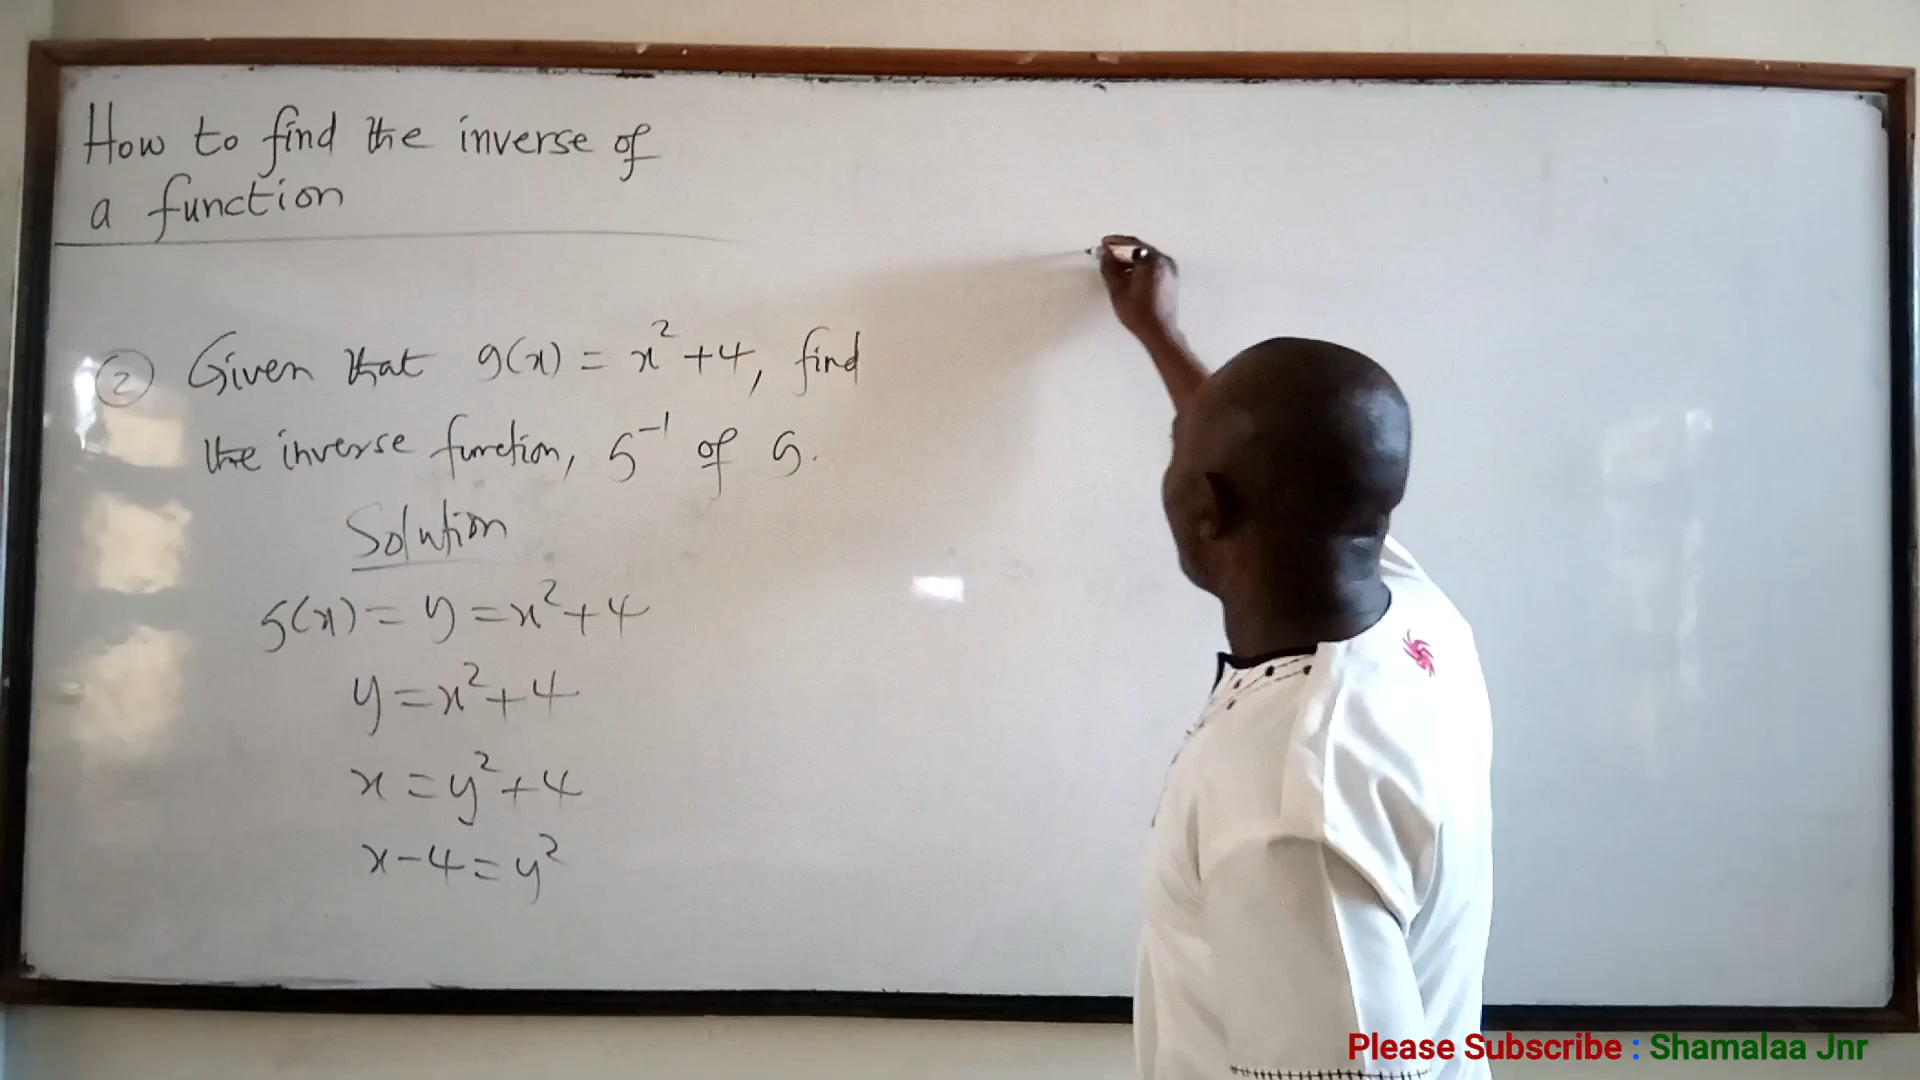 How to find the inverse of
a function
② Given that g(x) = x² + 4, find
the inverse function, g⁻¹ of g.
Solution
g(x) = y = x² + 4
y = x² + 4
x = y² + 4
x - 4 = y²
Please Subscribe : Shamalaa Jnr